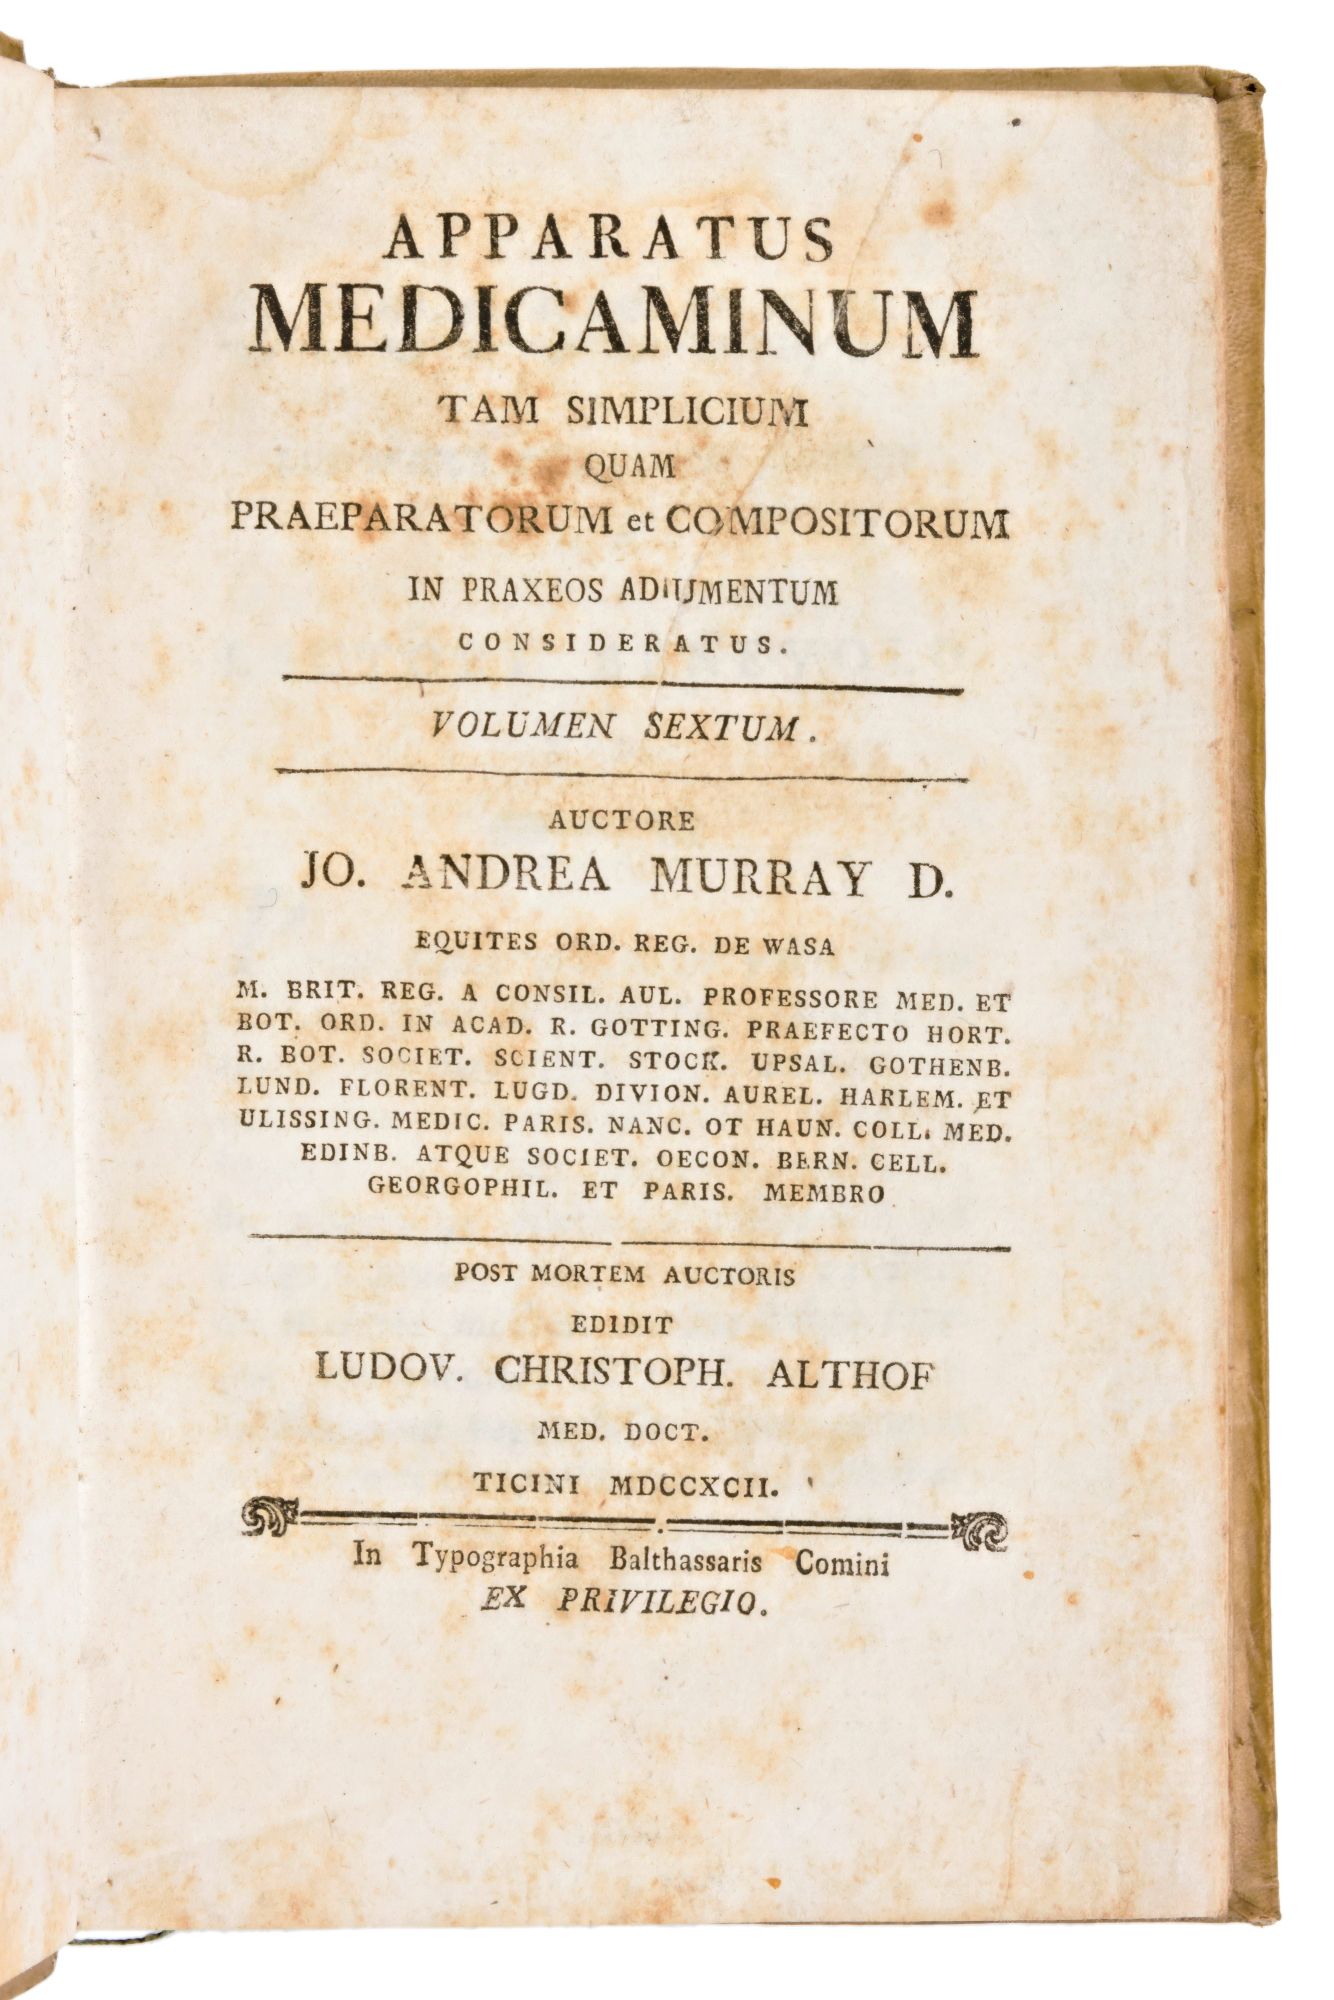 APPARATUS
MEDICAMINUM
TAM SIMPLICIUM
QUAM
PRAEPARATORUM et COMPOSITORUM
IN PRAXEOS ADIUMENTUM
CONSIDERATUS.
VOLUMEN SEXTUM.
AUCTORE
JO. ANDREA MURRAY D.
EQUITES ORD. REG. DE WASA
M. BRIT. REG. A CONSIL. AUL. PROFESSORE MED. ET
BOT. ORD. IN ACAD. R. GOTTING. PRAEFECTO HORT.
R. BOT. SOCIET. SCIENT. STOCK. UPSAL. GOTHENB.
LUND. FLORENT. LUGD. DIVION. AUREL. HARLEM. ET
ULISSING. MEDIC. PARIS. NANC. OT HAUN. COLL. MED.
EDINB. ATQUE SOCIET. OECON. BERN. CELL.
GEORGOPHIL. ET PARIS. MEMBRO
POST MORTEM AUCTORIS
EDIDIT
LUDOV. CHRISTOPH. ALTHOF
MED. DOCT.
TICINI MDCCXCII.
In Typographia Balthassaris Comini
EX PRIVILEGIO.